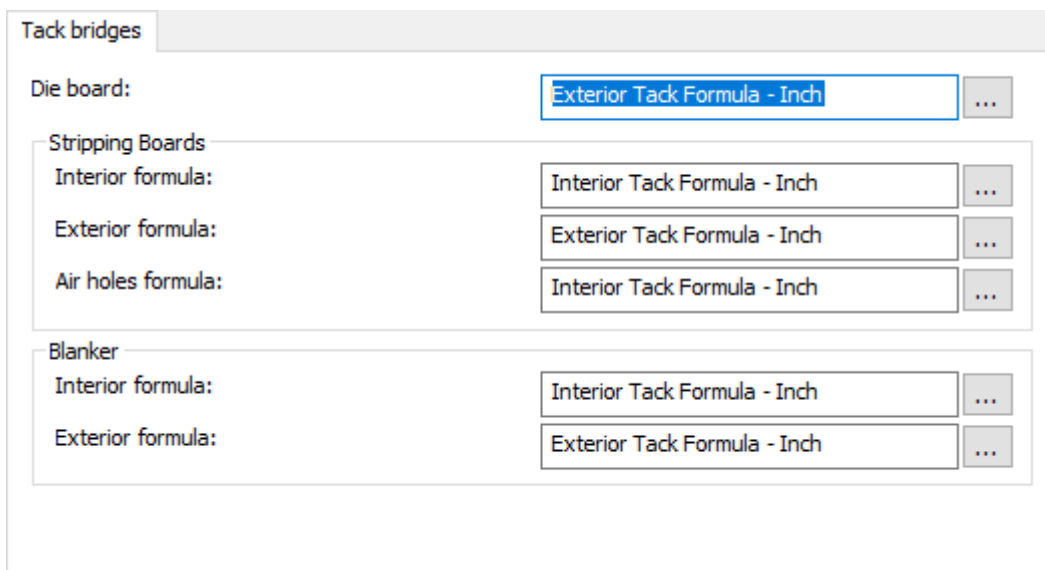 Tack bridges
Die board: Exterior Tack Formula - Inch ...
Stripping Boards
Interior formula: Interior Tack Formula - Inch ...
Exterior formula: Exterior Tack Formula - Inch ...
Air holes formula: Interior Tack Formula - Inch ...
Blanker
Interior formula: Interior Tack Formula - Inch ...
Exterior formula: Exterior Tack Formula - Inch ...